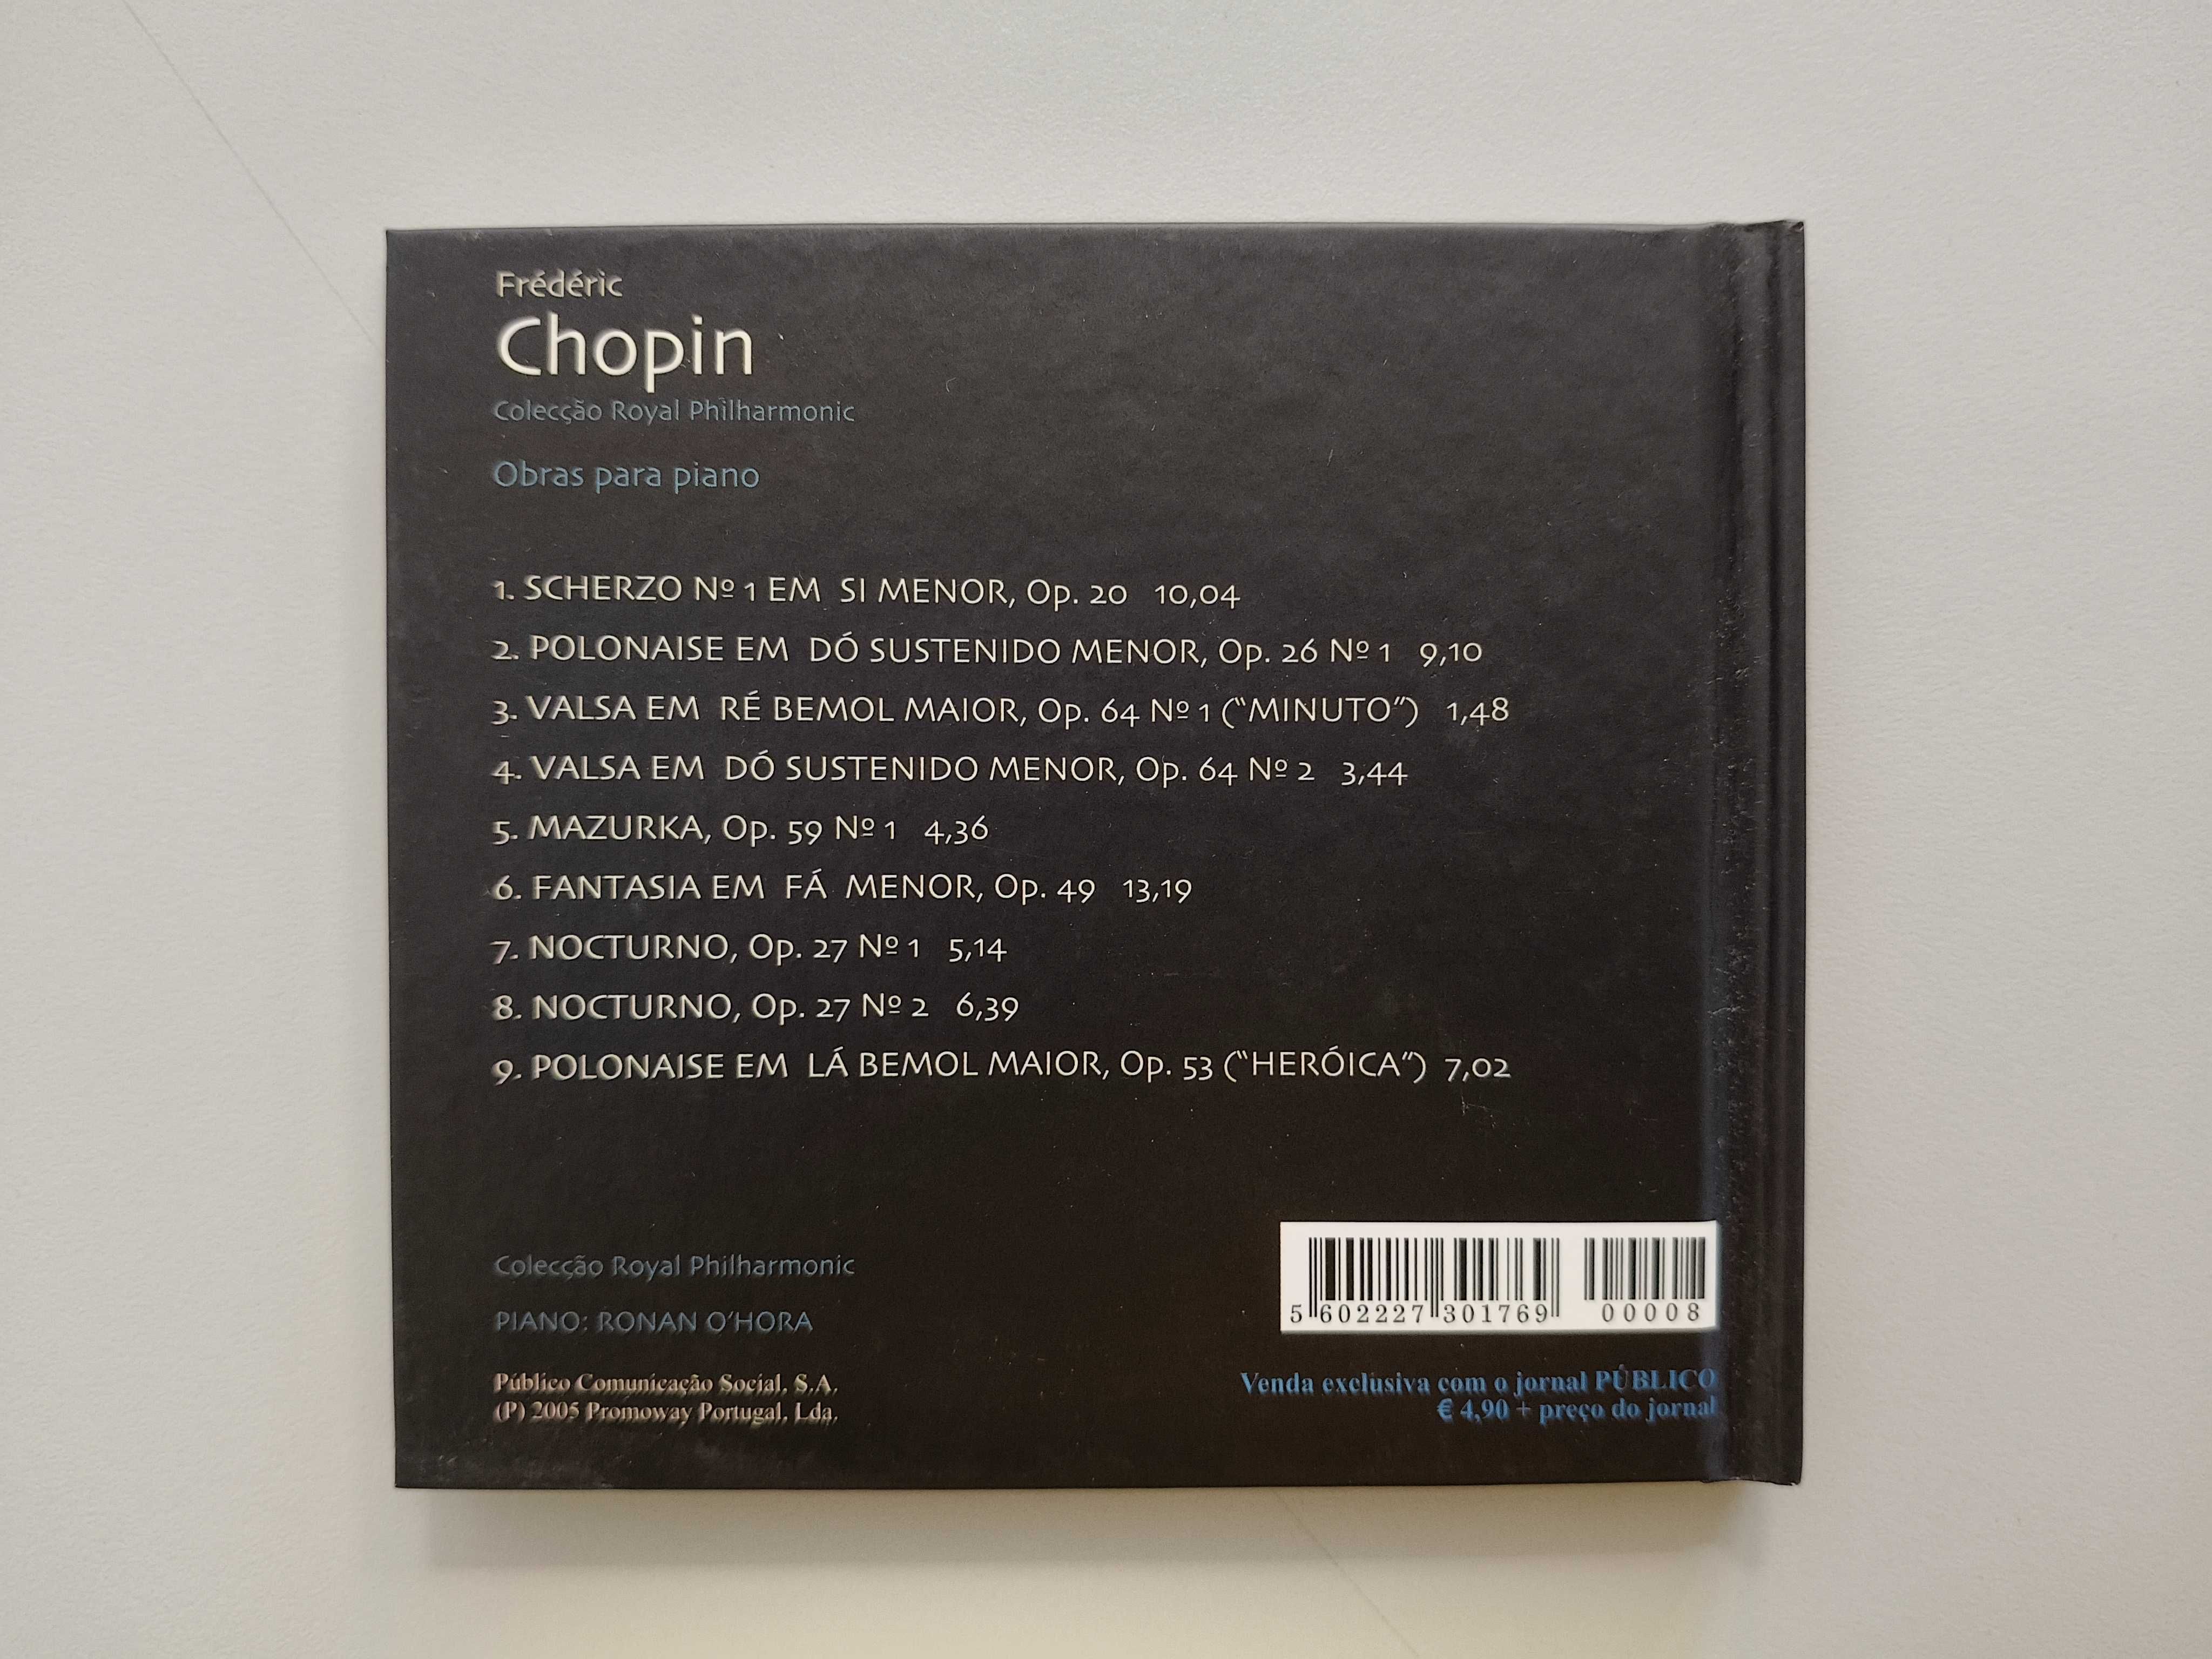 Frédéric
Chopin
Colecção Royal Philharmonic
Obras para piano
1. SCHERZO Nº 1 EM SI MENOR, Op. 20 10,04
2. POLONAISE EM DÓ SUSTENIDO MENOR, Op. 26 Nº 1 9,10
3. VALSA EM RÉ BEMOL MAIOR, Op. 64 Nº 1 (“MINUTO”) 1,48
4. VALSA EM DÓ SUSTENIDO MENOR, Op. 64 Nº 2 3,44
5. MAZURKA, Op. 59 Nº 1 4,36
6. FANTASIA EM FÁ MENOR, Op. 49 13,19
7. NOCTURNO, Op. 27 Nº 1 5,14
8. NOCTURNO, Op. 27 Nº 2 6,39
9. POLONAISE EM LÁ BEMOL MAIOR, Op. 53 (“HERÓICA”) 7,02
Colecção Royal Philharmonic
PIANO: RONAN O’HORA
Público Comunicação Social, S.A.
(P) 2005 Promoway Portugal, Lda.
5 602227 301769 00008
Venda exclusiva com o jornal PÚBLICO
€ 4,90 + preço do jornal